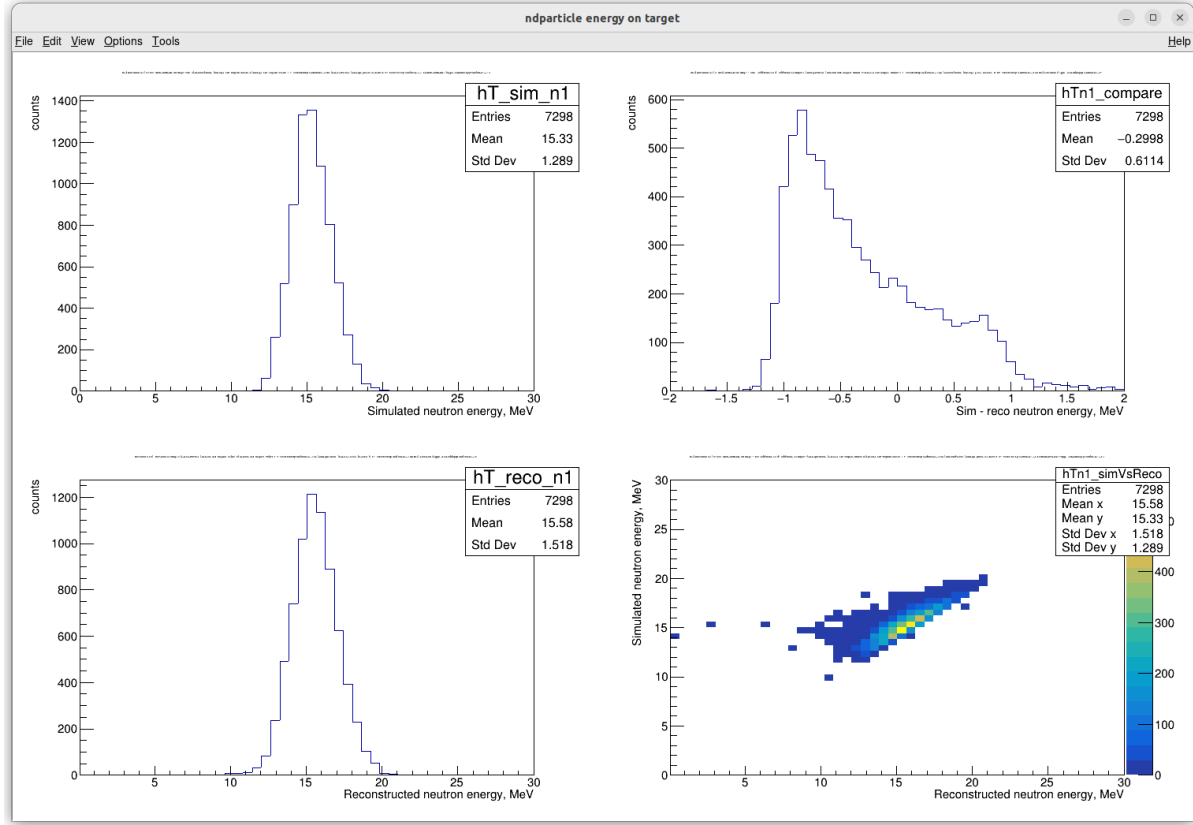 ndparticle energy on target
File Edit View Options Tools Help
hT_sim_n1
Entries 7298
Mean 15.33
Std Dev 1.289
counts
1400
1200
1000
800
600
400
200
0
0 5 10 15 20 25 30
Simulated neutron energy, MeV
hTn1_compare
Entries 7298
Mean −0.2998
Std Dev 0.6114
counts
600
500
400
300
200
100
0
−2 −1.5 −1 −0.5 0 0.5 1 1.5 2
Sim - reco neutron energy, MeV
hT_reco_n1
Entries 7298
Mean 15.58
Std Dev 1.518
counts
1200
1000
800
600
400
200
0
0 5 10 15 20 25 30
Reconstructed neutron energy, MeV
hTn1_simVsReco
Entries 7298
Mean x 15.58
Mean y 15.33
Std Dev x 1.518
Std Dev y 1.289
Simulated neutron energy, MeV
30
25
20
15
10
5
0
0 5 10 15 20 25 30
Reconstructed neutron energy, MeV
400
300
200
100
0